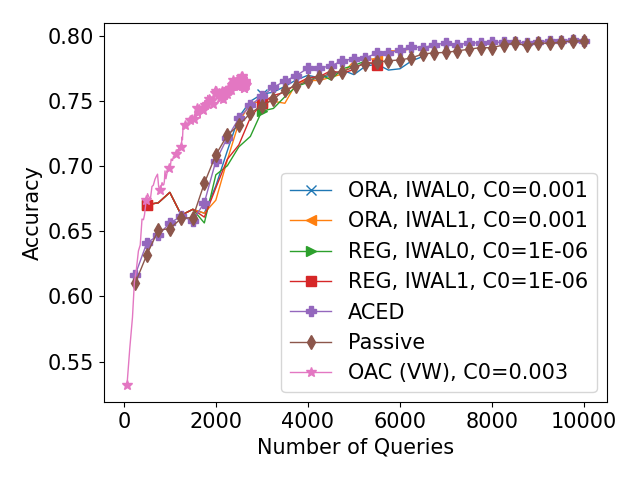 0.80
0.75
0.70
0.65
0.60
0.55
Accuracy
ORA, IWAL0, C0=0.001
ORA, IWAL1, C0=0.001
REG, IWAL0, C0=1E-06
REG, IWAL1, C0=1E-06
ACED
Passive
OAC (VW), C0=0.003
0 2000 4000 6000 8000 10000
Number of Queries